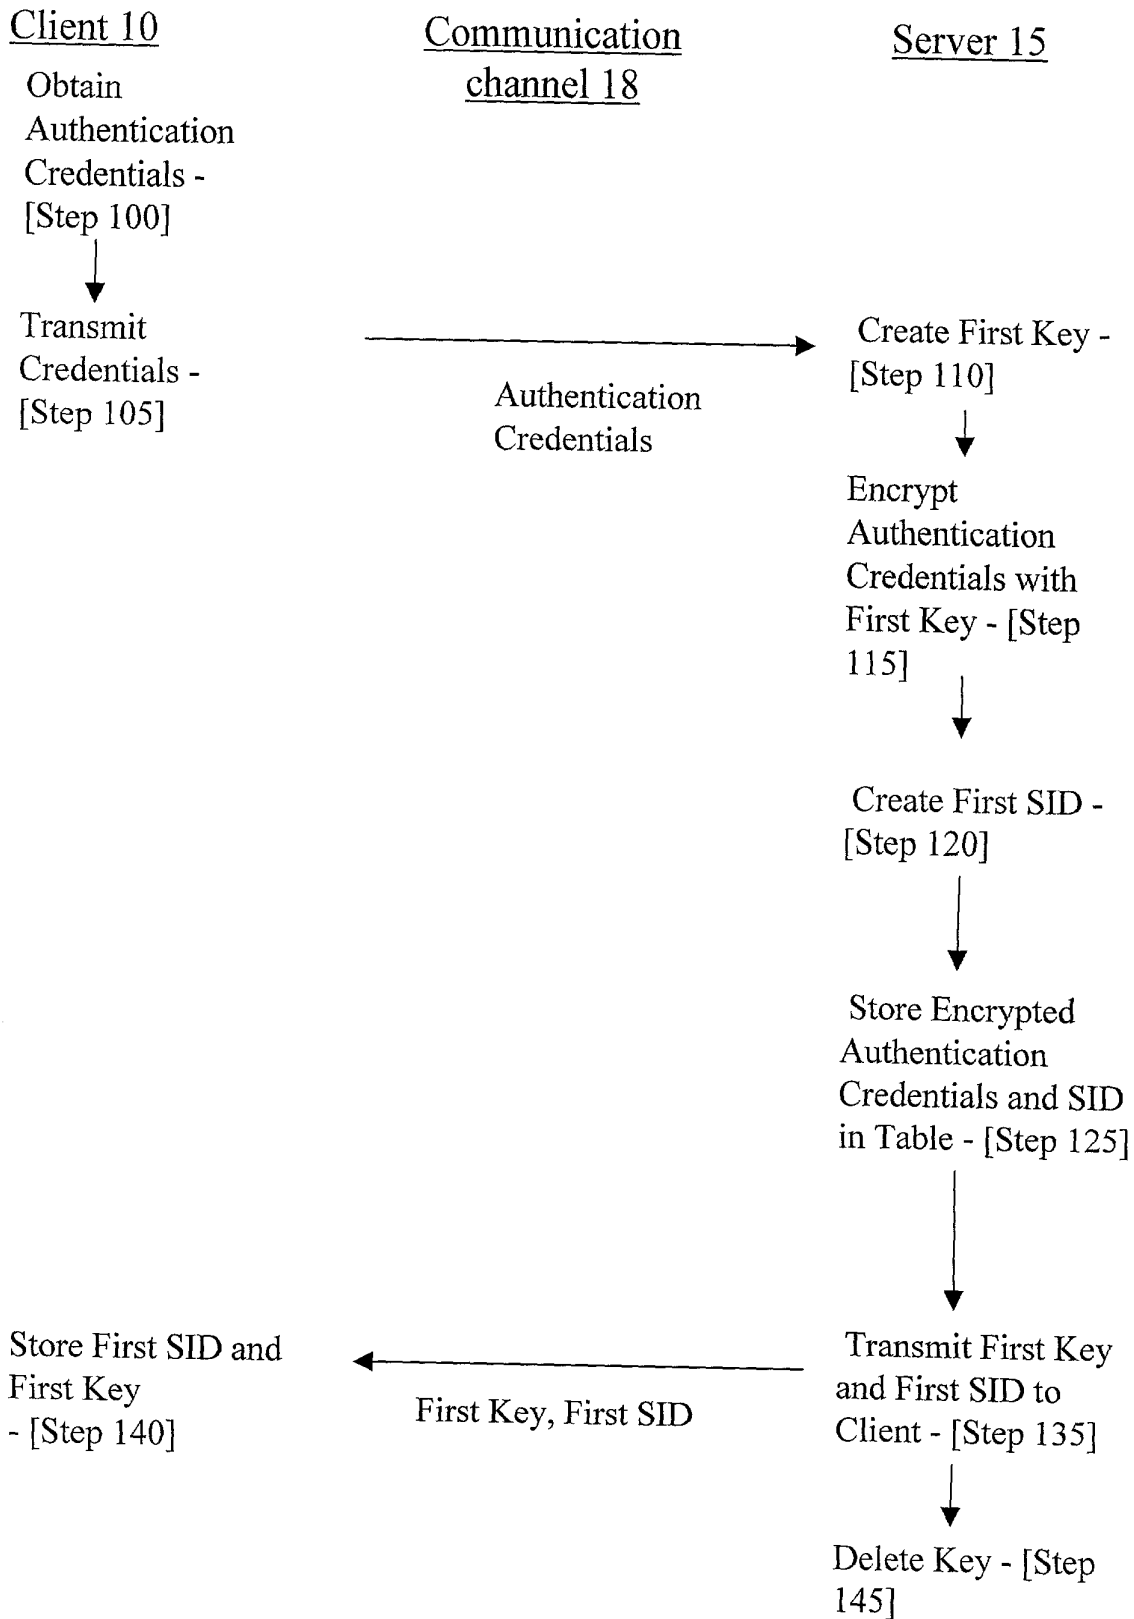 Client 10
Communication
channel 18
Server 15
Obtain
Authentication
Credentials -
[Step 100]
Transmit
Credentials -
[Step 105]
Authentication
Credentials
Create First Key -
[Step 110]
Encrypt
Authentication
Credentials with
First Key - [Step
115]
Create First SID -
[Step 120]
Store Encrypted
Authentication
Credentials and SID
in Table - [Step 125]
Transmit First Key
and First SID to
Client - [Step 135]
First Key, First SID
Store First SID and
First Key
- [Step 140]
Delete Key - [Step
145]